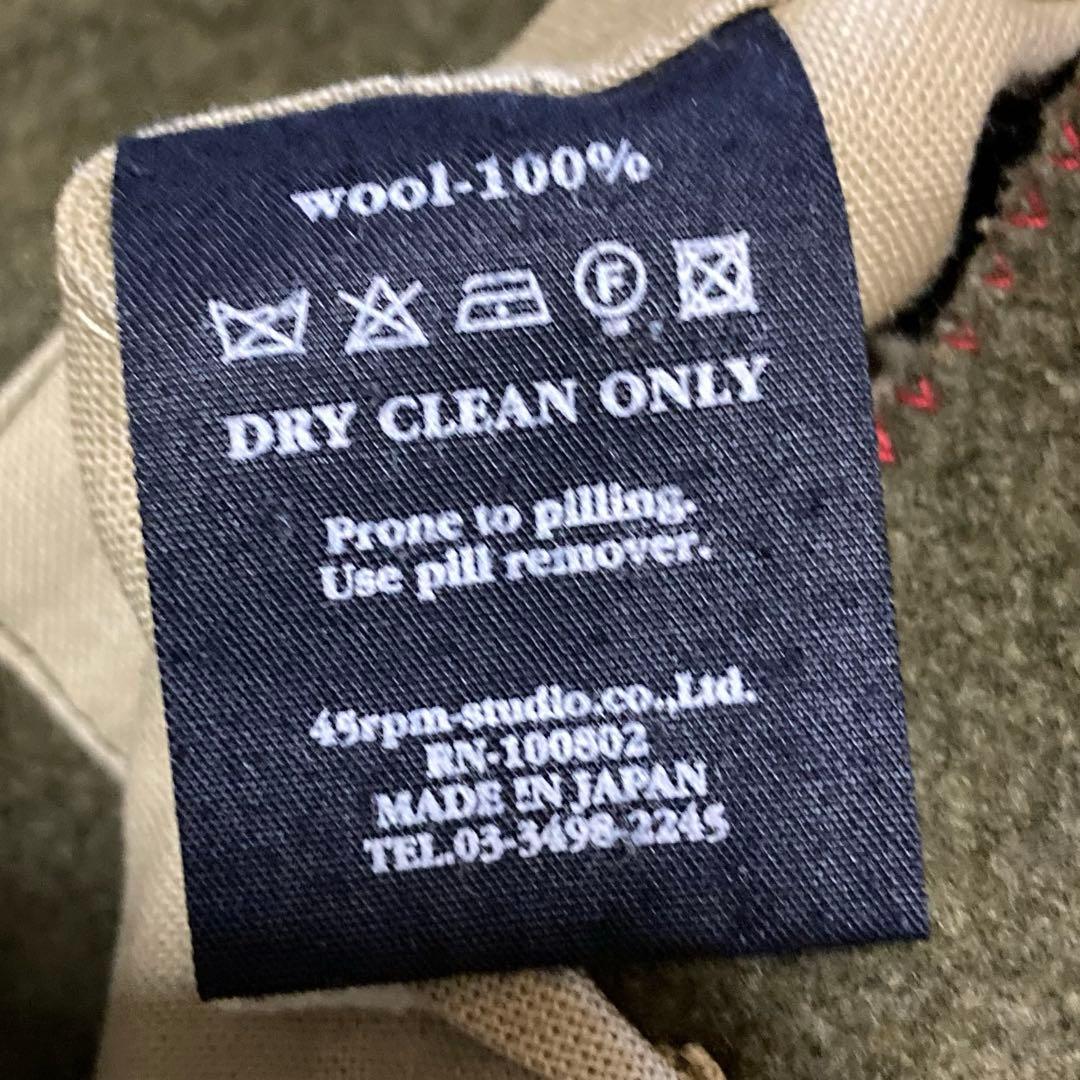 wool-100%
F
DRY CLEAN ONLY
Prone to pilling.
Use pill remover.
45rpm-studio.co.,Ltd.
RN-100802
MADE IN JAPAN
TEL.03-3498-2245